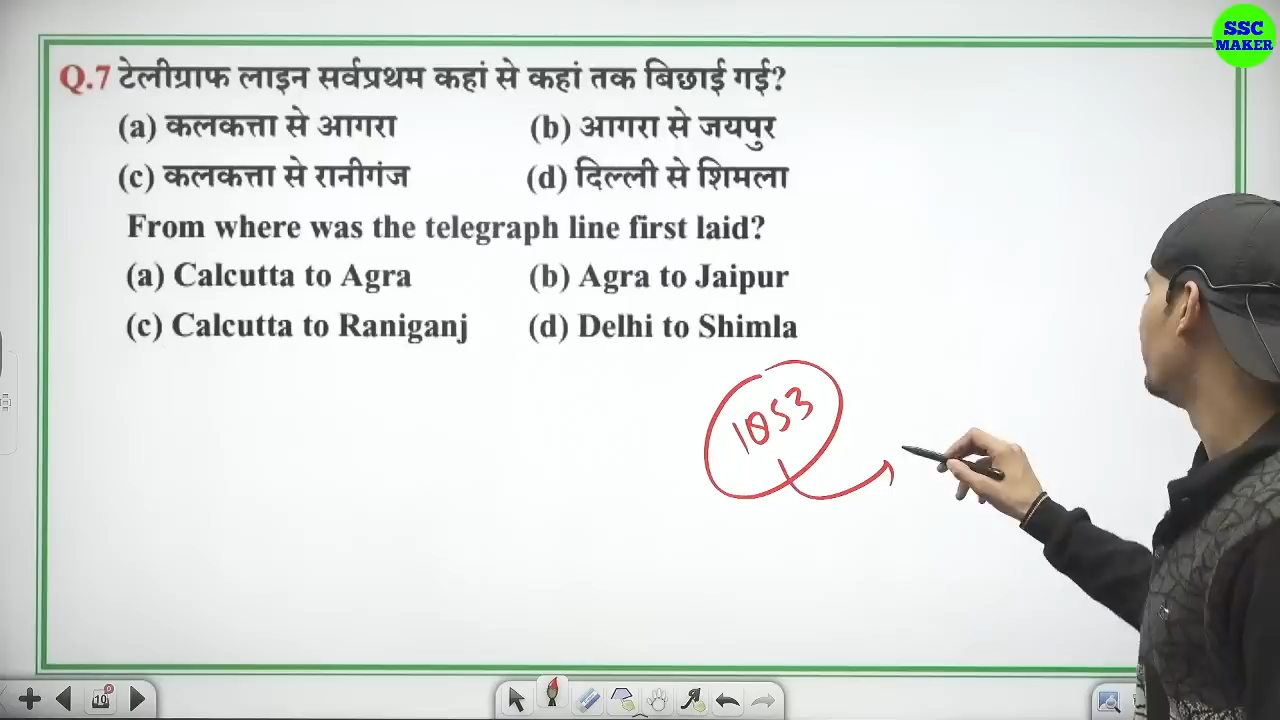 SSC
MAKER
Q.7 टेलीग्राफ लाइन सर्वप्रथम कहां से कहां तक बिछाई गई?
(a) कलकत्ता से आगरा (b) आगरा से जयपुर
(c) कलकत्ता से रानीगंज (d) दिल्ली से शिमला
From where was the telegraph line first laid?
(a) Calcutta to Agra (b) Agra to Jaipur
(c) Calcutta to Raniganj (d) Delhi to Shimla
1853
10